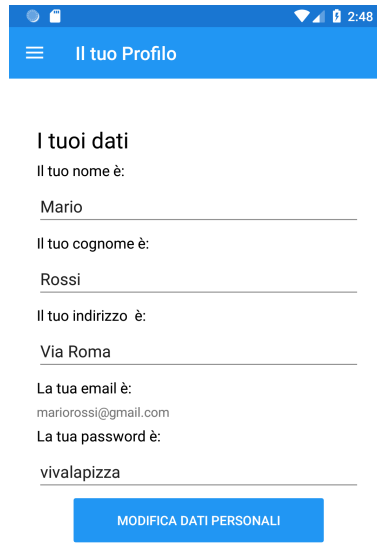 2:48
Il tuo Profilo
I tuoi dati
Il tuo nome è:
Mario
Il tuo cognome è:
Rossi
Il tuo indirizzo  è:
Via Roma
La tua email è:
mariorossi@gmail.com
La tua password è:
vivalapizza
MODIFICA DATI PERSONALI